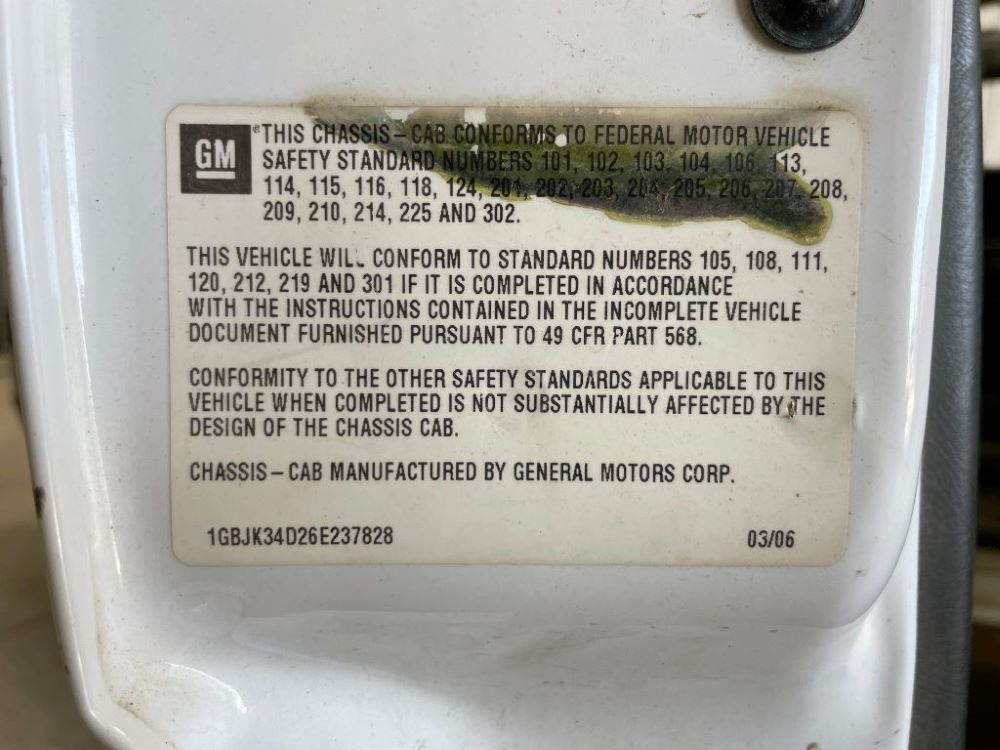 GM
*THIS CHASSIS-CAB CONFORMS TO FEDERAL MOTOR VEHICLE
SAFETY STANDARD NUMBERS 101, 102, 103, 104, 106, 113,
114, 115, 116, 118, 124, 201, 202, 203, 204, 205, 206, 207, 208,
209, 210, 214, 225 AND 302.
THIS VEHICLE WILL CONFORM TO STANDARD NUMBERS 105, 108, 111,
120, 212, 219 AND 301 IF IT IS COMPLETED IN ACCORDANCE
WITH THE INSTRUCTIONS CONTAINED IN THE INCOMPLETE VEHICLE
DOCUMENT FURNISHED PURSUANT TO 49 CFR PART 568.
CONFORMITY TO THE OTHER SAFETY STANDARDS APPLICABLE TO THIS
VEHICLE WHEN COMPLETED IS NOT SUBSTANTIALLY AFFECTED BY THE
DESIGN OF THE CHASSIS CAB.
CHASSIS-CAB MANUFACTURED BY GENERAL MOTORS CORP.
1GBJK34D26E237828 03/06